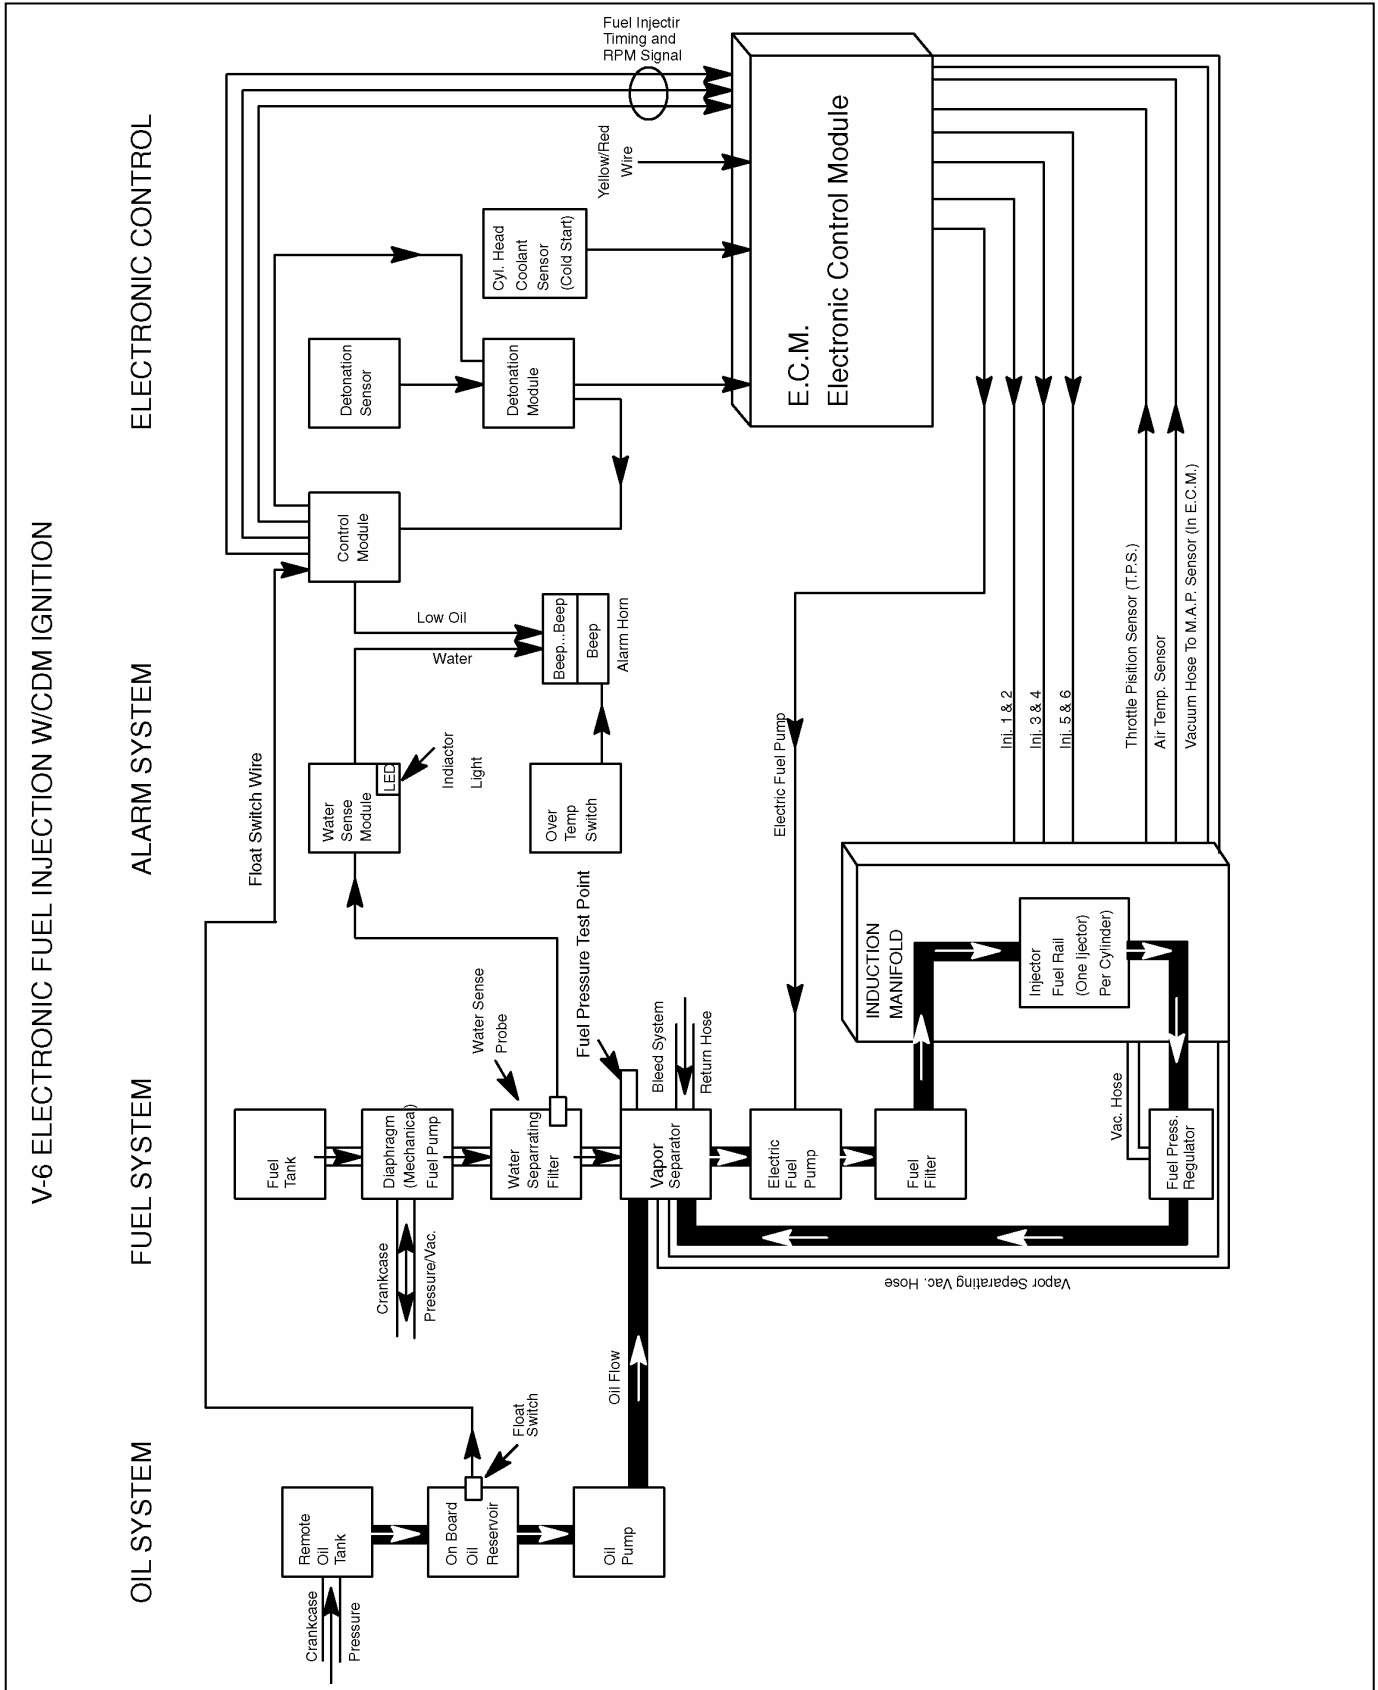 V-6 ELECTRONIC FUEL INJECTION W/CDM IGNITION
OIL SYSTEM
FUEL SYSTEM
ALARM SYSTEM
ELECTRONIC CONTROL
Crankcase
Pressure
Remote
Oil
Tank
On Board
Oil
Reservoir
Float
Switch
Oil
Pump
Oil Flow
Float Switch Wire
Fuel
Tank
Crankcase
Pressure/Vac.
Diaphragm
(Mechanical)
Fuel Pump
Water Sense
Probe
Water
Separrating
Filter
Fuel Pressure Test Point
Vapor
Separator
Bleed System
Return Hose
Electric
Fuel
Pump
Fuel
Filter
Vac. Hose
Fuel Press.
Regulator
Vapor Separating Vac. Hose
INDUCTION
MANIFOLD
Injector
Fuel Rail
(One Ijector)
Per Cylinder)
Water
Sense
Module
LED
Indiactor
Light
Over
Temp
Switch
Low Oil
Water
Beep...Beep
Beep
Alarm Horn
Electric Fuel Pump
Inj. 1 & 2
Inj. 3 & 4
Inj. 5 & 6
Throttle Pisition Sensor (T.P.S.)
Air Temp. Sensor
Vacuum Hose To M.A.P. Sensor (In E.C.M.)
Control
Module
Detonation
Sensor
Detonation
Module
Cyl. Head
Coolant
Sensor
(Cold Start)
Yellow/Red
Wire
Fuel Injectir
Timing and
RPM Signal
E.C.M.
Electronic Control Module